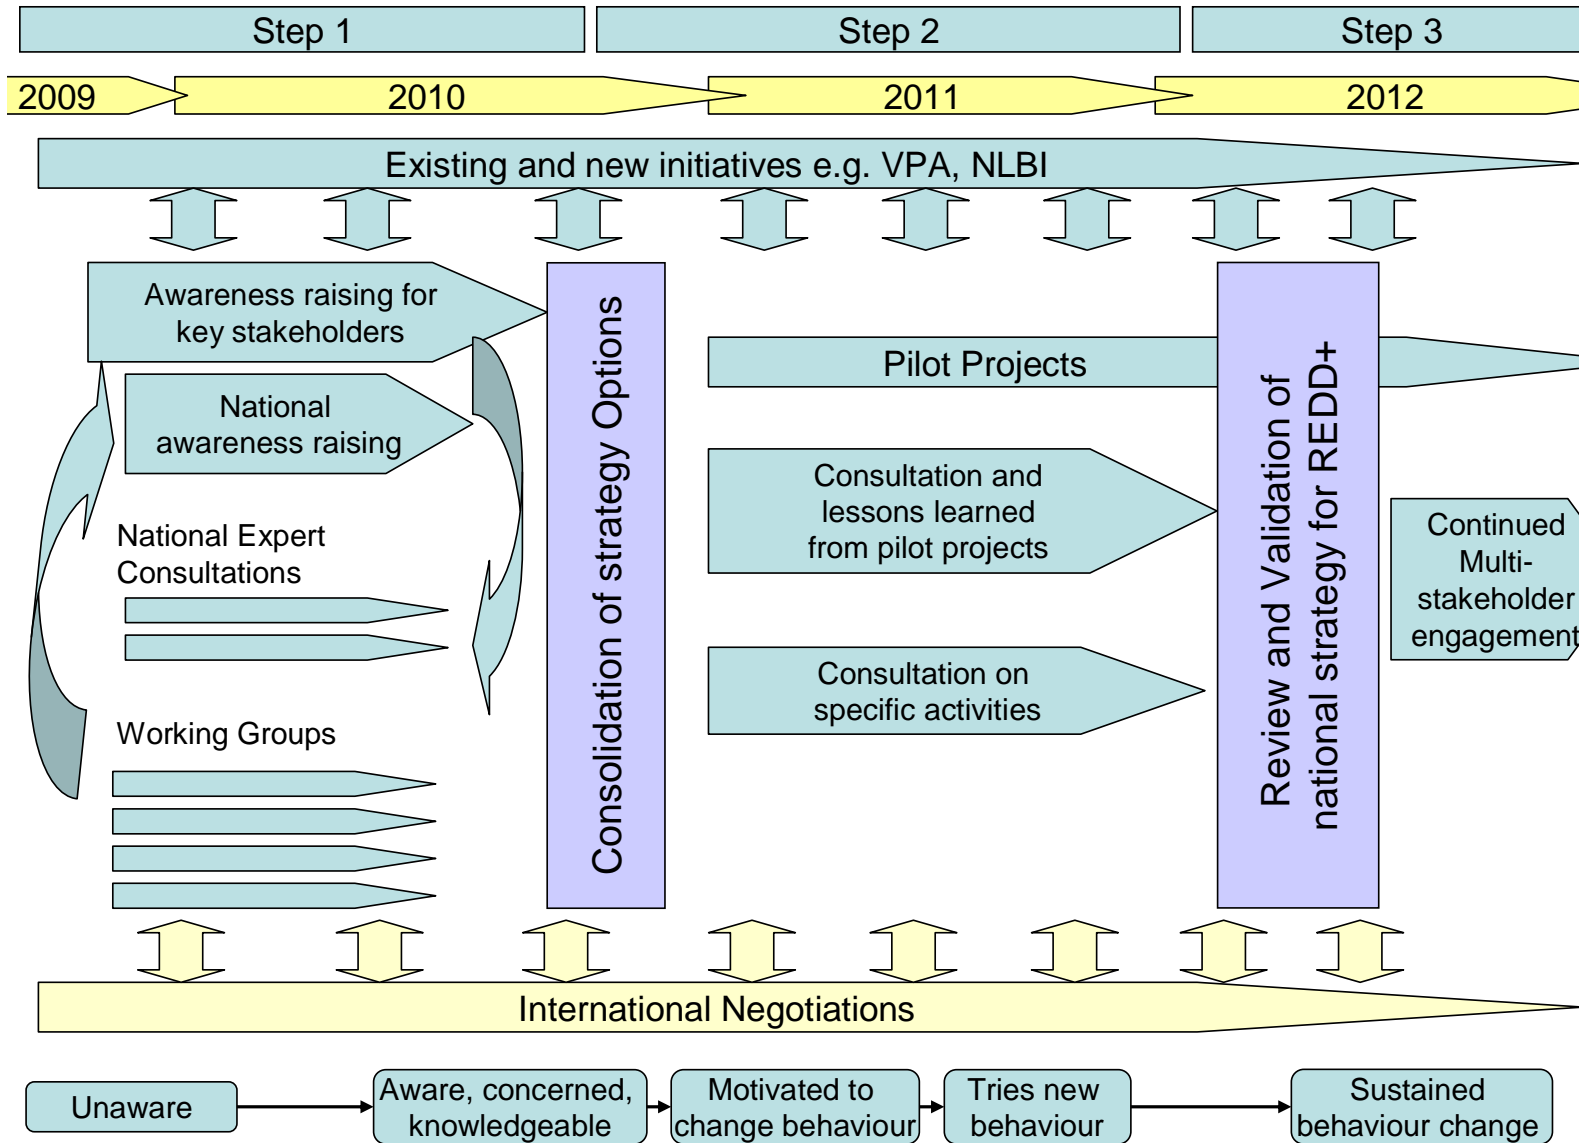 Step 1
Step 2
Step 3
2009
2010
2011
2012
Existing and new initiatives e.g. VPA, NLBI
Awareness raising for
key stakeholders
National
awareness raising
National Expert
Consultations
Working Groups
Consolidation of strategy Options
Pilot Projects
Consultation and
lessons learned
from pilot projects
Consultation on
specific activities
Review and Validation of
national strategy for REDD+
Continued
Multi-
stakeholder
engagement
International Negotiations
Unaware
Aware, concerned,
knowledgeable
Motivated to
change behaviour
Tries new
behaviour
Sustained
behaviour change